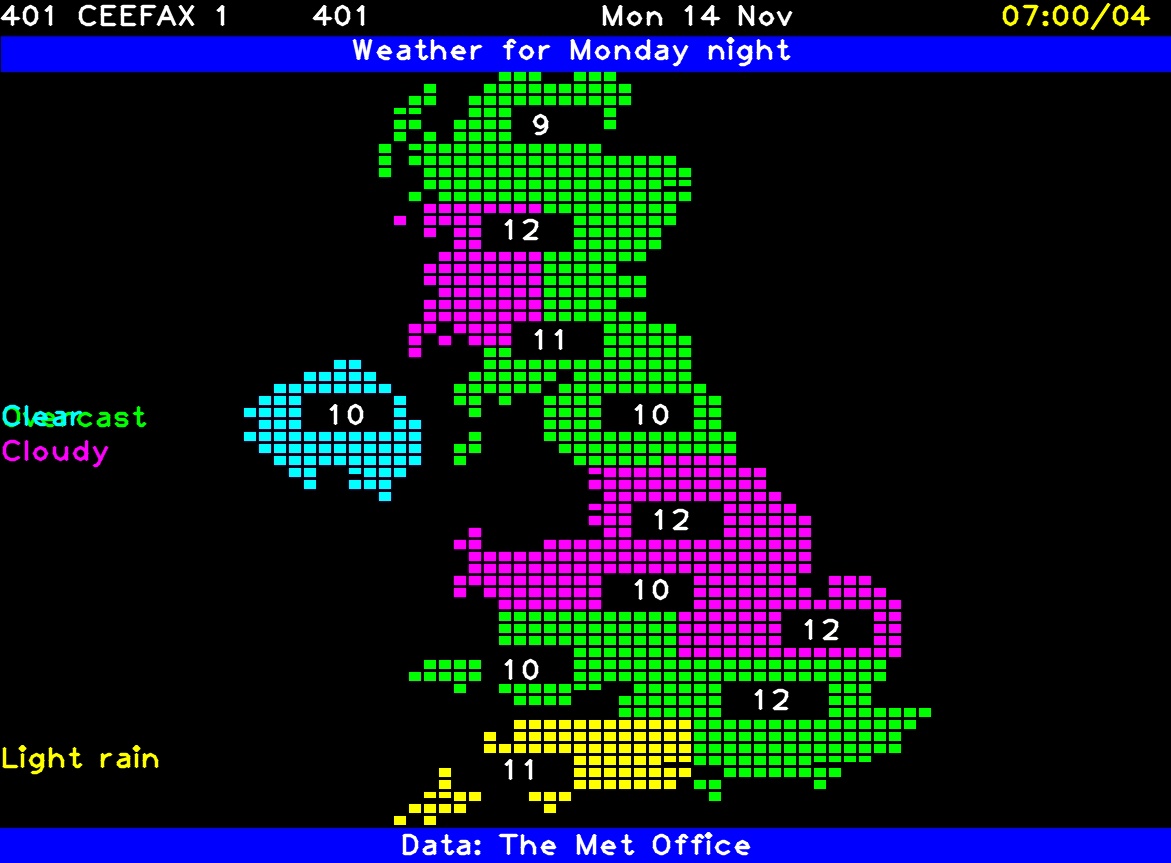 401 CEEFAX 1 401 Mon 14 Nov 07:00/04
Weather for Monday night
9
12
11
10 10
Clear
Overcast
Cloudy
12
10
12
10
12
Light rain
11
Data: The Met Office